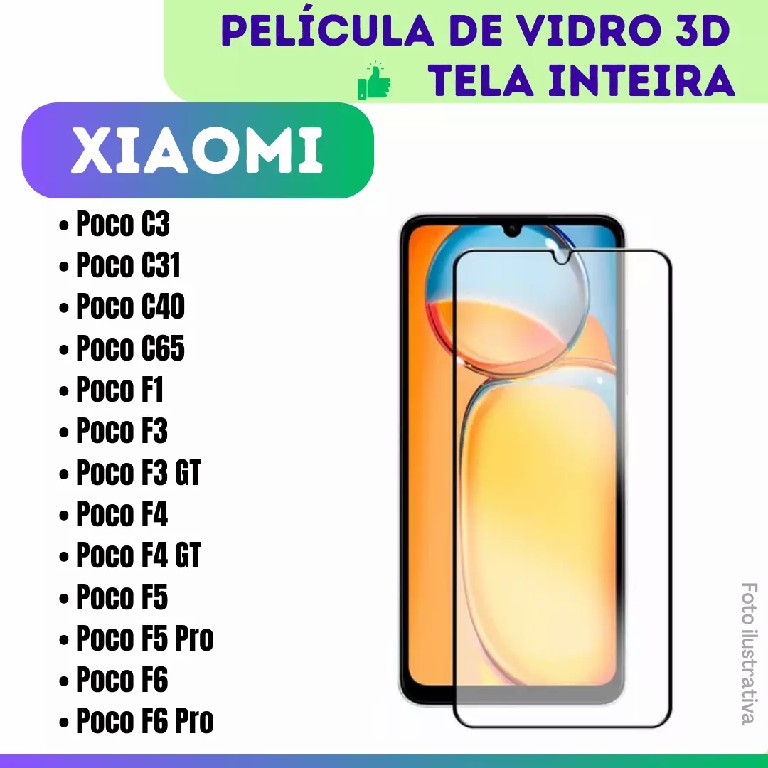 PELÍCULA DE VIDRO 3D
TELA INTEIRA
XIAOMI
• Poco C3
• Poco C31
• Poco C40
• Poco C65
• Poco F1
• Poco F3
• Poco F3 GT
• Poco F4
• Poco F4 GT
• Poco F5
• Poco F5 Pro
• Poco F6
• Poco F6 Pro
Foto ilustrativa